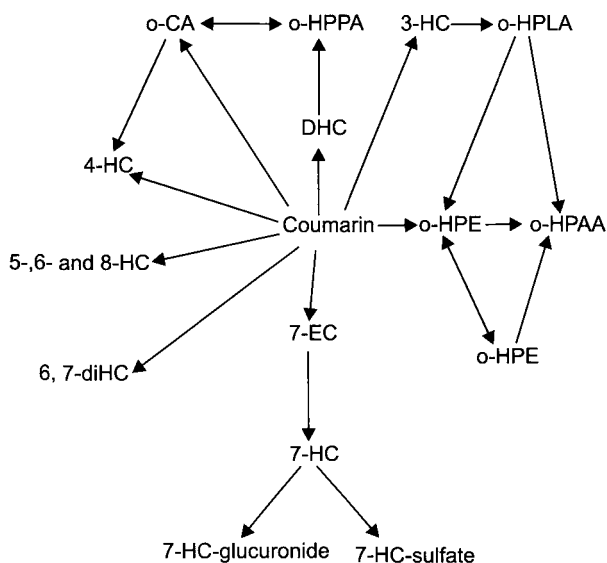 o-CA o-HPPA 3-HC o-HPLA
DHC
4-HC
Coumarin o-HPE o-HPAA
5-,6- and 8-HC
7-EC
o-HPE
6, 7-diHC
7-HC
7-HC-glucuronide 7-HC-sulfate